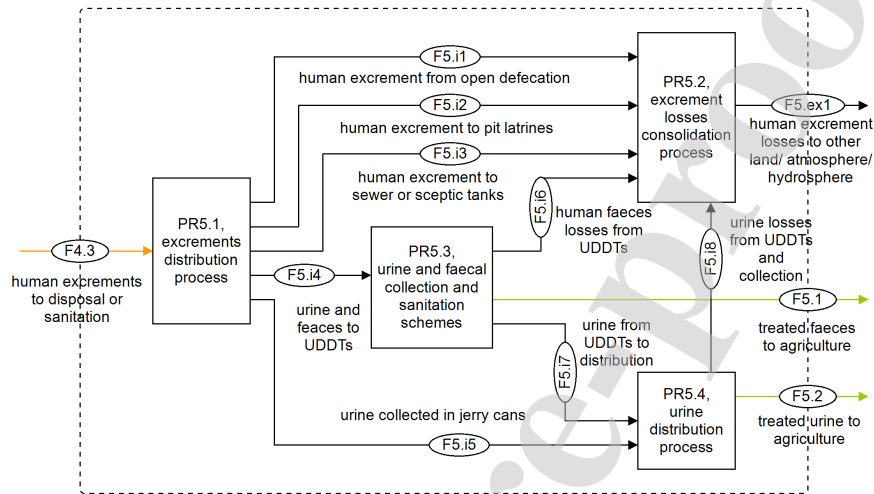 F5.i1
human excrement from open defecation
F5.i2
human excrement to pit latrines
F5.i3
human excrement to
sewer or sceptic tanks
PR5.2,
excrement
losses
consolidation
process
F5.ex1
human excrement
losses to other
land/ atmosphere/
hydrosphere
PR5.1,
excrements
distribution
process
F4.3
human excrements
to disposal or
sanitation
F5.i4
urine and
feaces to
UDDTs
PR5.3,
urine and faecal
collection and
sanitation
schemes
F5.i6
human faeces
losses from
UDDTs
F5.i8
urine losses
from UDDTs
and
collection
F5.1
treated faeces
to agriculture
F5.i7
urine from
UDDTs to
distribution
PR5.4,
urine
distribution
process
F5.2
treated urine to
agriculture
urine collected in jerry cans
F5.i5
e-proo